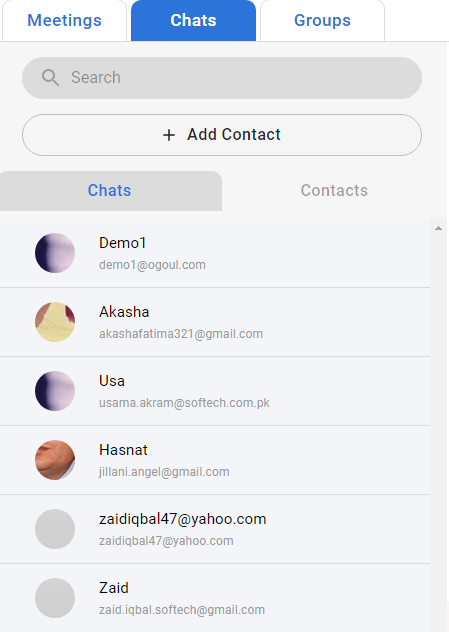 Meetings Chats Groups
Search
+ Add Contact
Chats Contacts
Demo1
demo1@ogoul.com
Akasha
akashafatima321@gmail.com
Usa
usama.akram@softech.com.pk
Hasnat
jillani.angel@gmail.com
zaidiqbal47@yahoo.com
zaidiqbal47@yahoo.com
Zaid
zaid.iqbal.softech@gmail.com